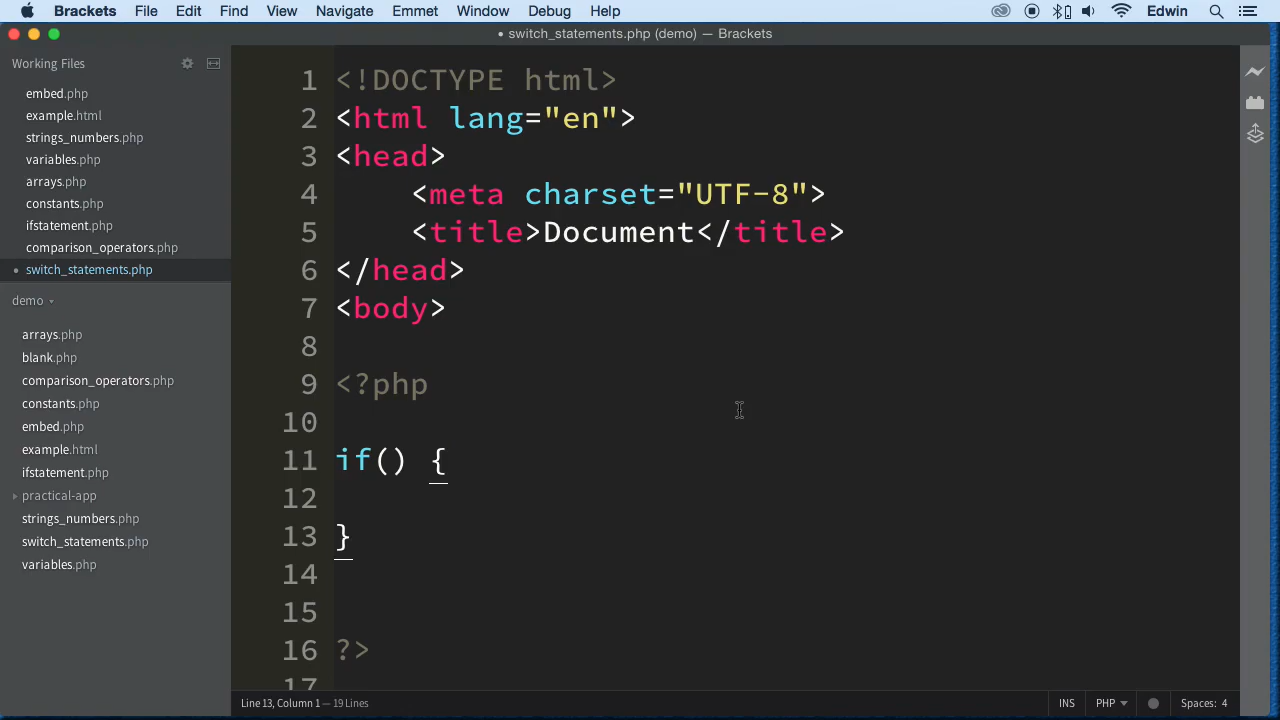 Brackets File Edit Find View Navigate Emmet Window Debug Help Edwin
• switch_statements.php (demo) — Brackets
Working Files
embed.php
example.html
strings_numbers.php
variables.php
arrays.php
constants.php
ifstatement.php
comparison_operators.php
switch_statements.php
demo
arrays.php
blank.php
comparison_operators.php
constants.php
embed.php
example.html
ifstatement.php
practical-app
strings_numbers.php
switch_statements.php
variables.php
1 <!DOCTYPE html>
2 <html lang="en">
3 <head>
4 <meta charset="UTF-8">
5 <title>Document</title>
6 </head>
7 <body>
8
9 <?php
10
11 if() {
12
13 }
14
15
16 ?>
17
Line 13, Column 1 — 19 Lines
INS PHP Spaces: 4